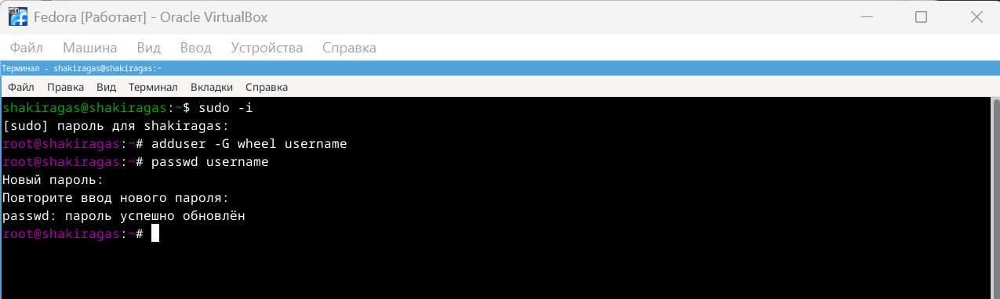 x64
Fedora [Работает] - Oracle VirtualBox
Файл Машина Вид Ввод Устройства Справка
Терминал - shakiragas@shakiragas:~
Файл Правка Вид Терминал Вкладки Справка
shakiragas@shakiragas:~$ sudo -i
[sudo] пароль для shakiragas:
root@shakiragas:~# adduser -G wheel username
root@shakiragas:~# passwd username
Новый пароль:
Повторите ввод нового пароля:
passwd: пароль успешно обновлён
root@shakiragas:~#